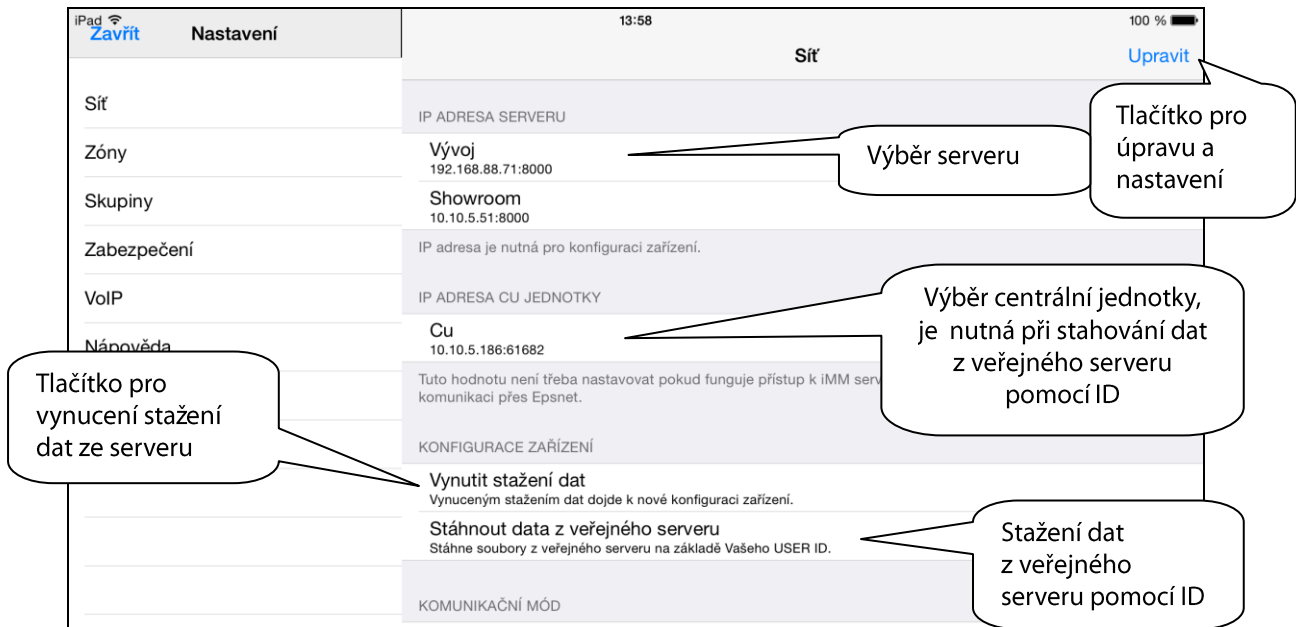 iPad
13:58
100 %
Zavřít
Nastavení
Síť
Upravit
Síť
Zóny
Skupiny
Zabezpečení
VoIP
Nápověda
IP ADRESA SERVERU
Vývoj
192.168.88.71:8000
Showroom
10.10.5.51:8000
IP adresa je nutná pro konfiguraci zařízení.
IP ADRESA CU JEDNOTKY
Cu
10.10.5.186:61682
Tuto hodnotu není třeba nastavovat pokud funguje přístup k iMM
komunikaci přes Epsnet.
KONFIGURACE ZAŘÍZENÍ
Vynutit stažení dat
Vynuceným stažením dat dojde k nové konfiguraci zařízení.
Stáhnout data z veřejného serveru
Stáhne soubory z veřejného serveru na základě Vašeho USER ID.
KOMUNIKAČNÍ MÓD
Tlačítko pro
úpravu a
nastavení
Výběr serveru
Výběr centrální jednotky,
je nutná při stahování dat
z veřejného serveru
pomocí ID
Tlačítko pro
vynucení stažení
dat ze serveru
Stažení dat
z veřejného
serveru pomocí ID